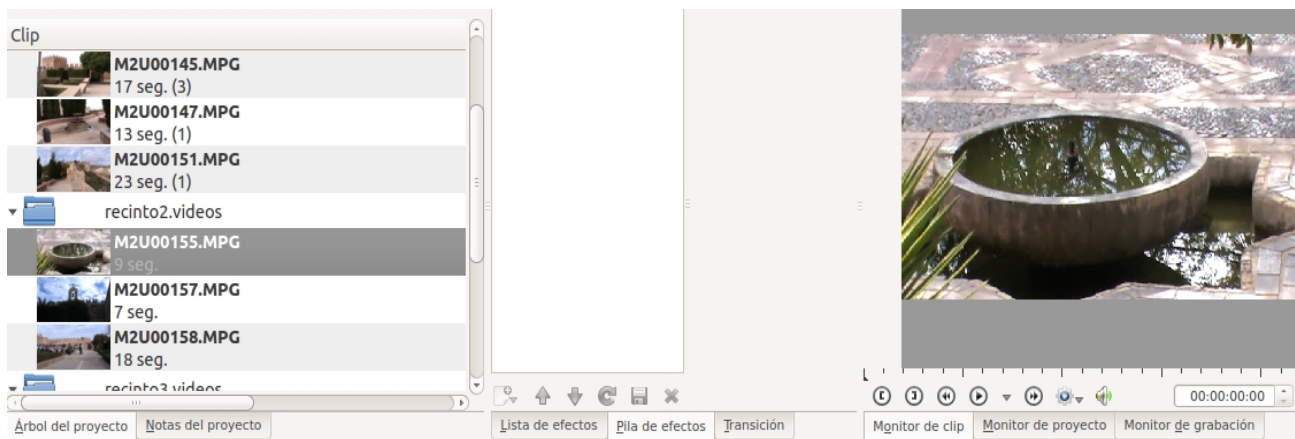 Clip
M2U00145.MPG
17 seg. (3)
M2U00147.MPG
13 seg. (1)
M2U00151.MPG
23 seg. (1)
recinto2.videos
M2U00155.MPG
9 seg.
M2U00157.MPG
7 seg.
M2U00158.MPG
18 seg.
recinto3.videos
Árbol del proyecto
Notas del proyecto
Lista de efectos
Pila de efectos
Transición
00:00:00:00
Monitor de clip
Monitor de proyecto
Monitor de grabación